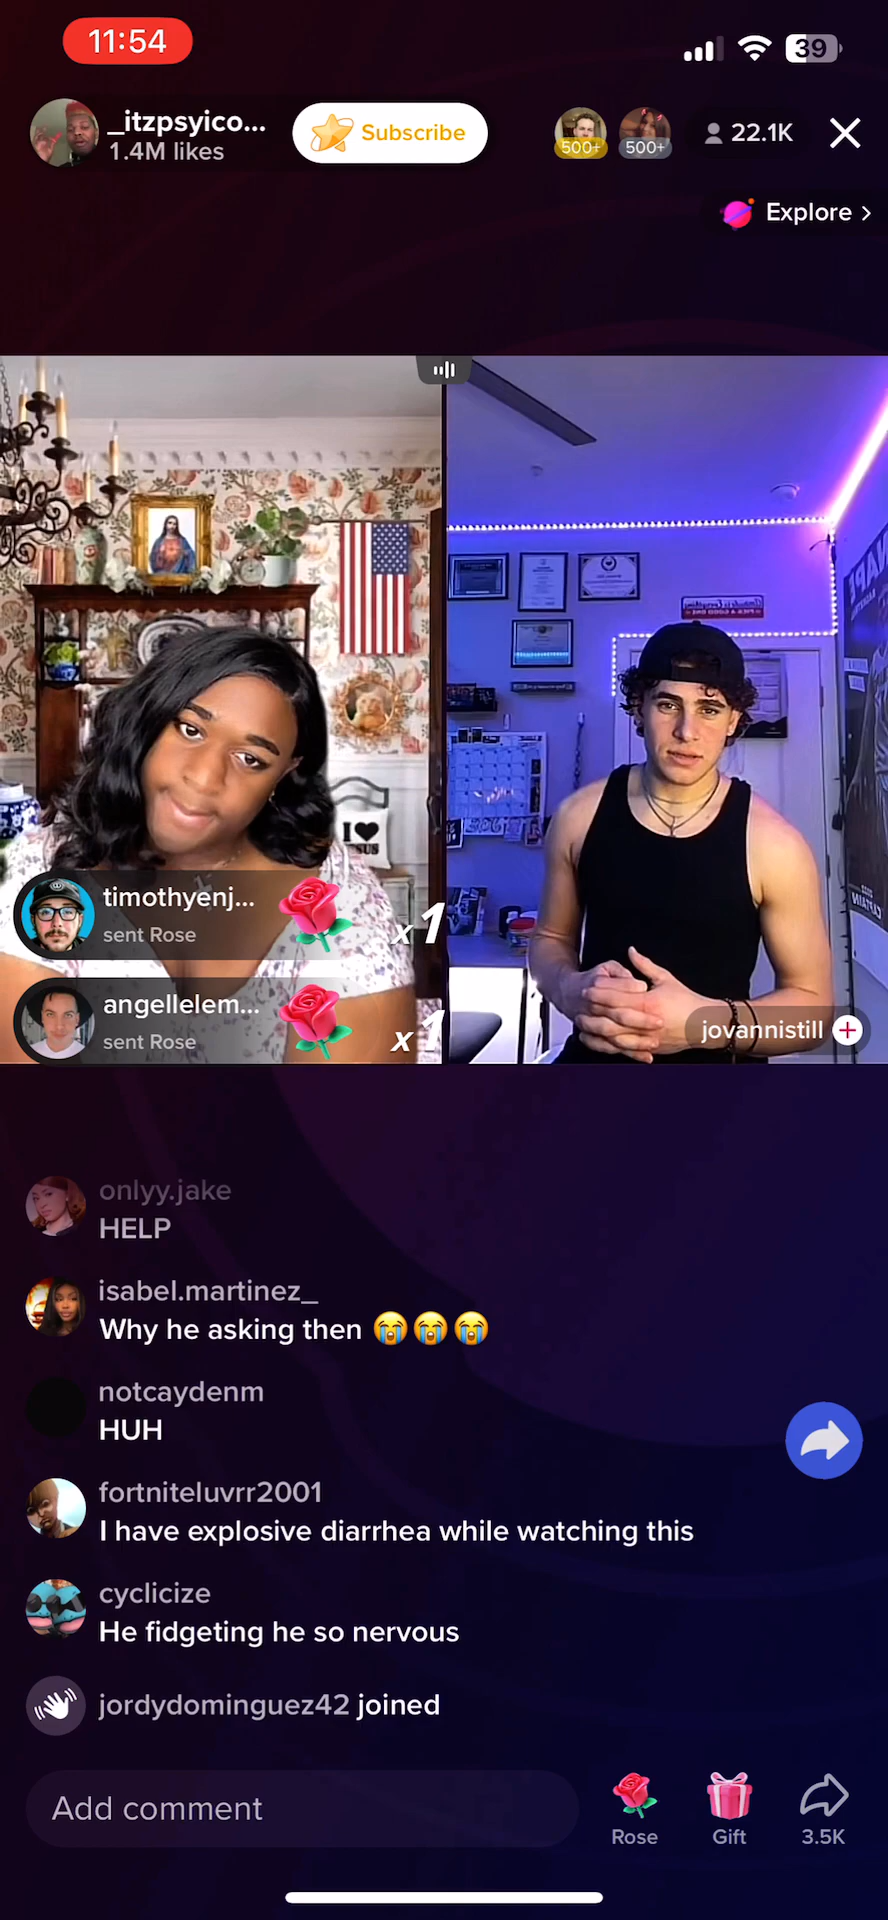 11:54
39
_itzpsyico...
1.4M likes
Subscribe
500+
500+
22.1K
Explore >
I ❤ 
timothyenj...
sent Rose
x1
angellelem...
sent Rose
x1
jovannistill
onlyy.jake
HELP
isabel.martinez_
Why he asking then 😭😭😭
notcaydenm
HUH
fortniteluvrr2001
I have explosive diarrhea while watching this
cyclicize
He fidgeting he so nervous
jordydominguez42 joined
Add comment
Rose
Gift
3.5K